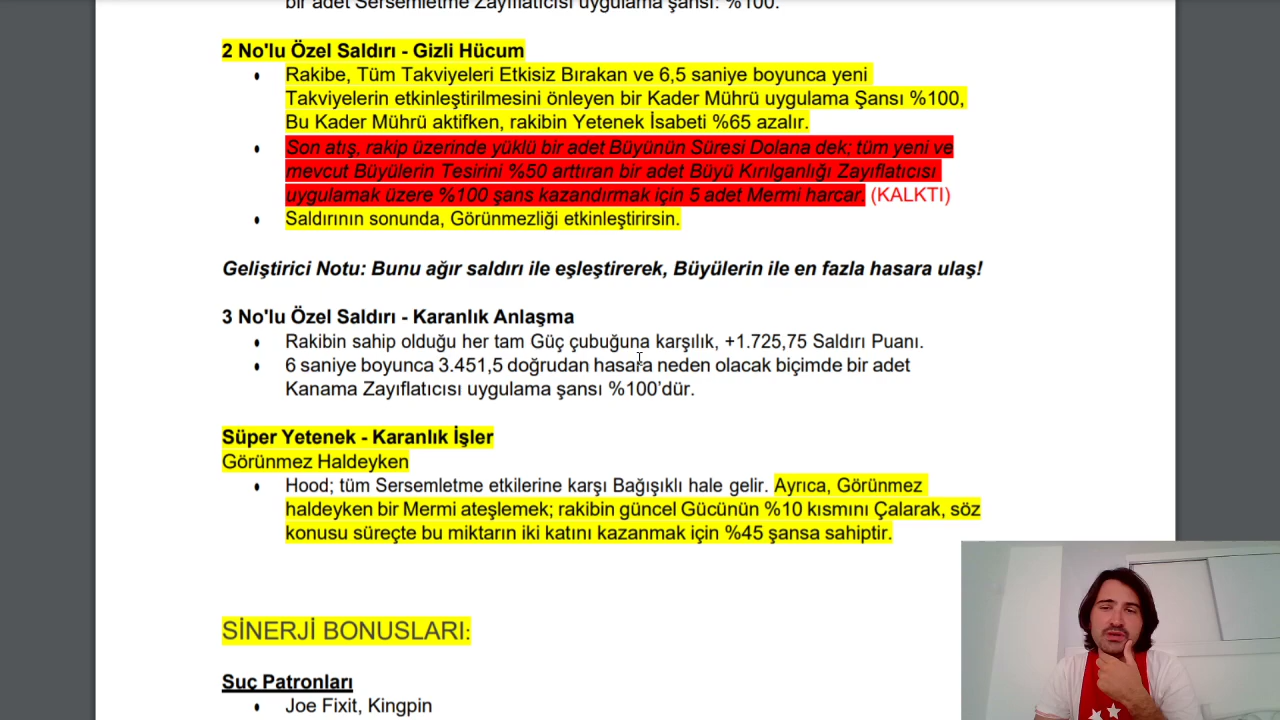 bir adet Sersemletme Zayıflatıcısı uygulama şansı: %100.
2 No'lu Özel Saldırı - Gizli Hücum
• Rakibe, Tüm Takviyeleri Etkisiz Bırakan ve 6,5 saniye boyunca yeni
Takviyelerin etkinleştirilmesini önleyen bir Kader Mührü uygulama Şansı %100,
Bu Kader Mührü aktifken, rakibin Yetenek İsabeti %65 azalır.
• Son atış, rakip üzerinde yüklü bir adet Büyünün Süresi Dolana dek; tüm yeni ve
mevcut Büyülerin Tesirini %50 arttıran bir adet Büyü Kırılganlığı Zayıflatıcısı
uygulamak üzere %100 şans kazandırmak için 5 adet Mermi harcar. (KALKTI)
• Saldırının sonunda, Görünmezliği etkinleştirirsin.
Geliştirici Notu: Bunu ağır saldırı ile eşleştirerek, Büyülerin ile en fazla hasara ulaş!
3 No'lu Özel Saldırı - Karanlık Anlaşma
• Rakibin sahip olduğu her tam Güç çubuğuna karşılık, +1.725,75 Saldırı Puanı.
• 6 saniye boyunca 3.451,5 doğrudan hasara neden olacak biçimde bir adet
Kanama Zayıflatıcısı uygulama şansı %100'dür.
Süper Yetenek - Karanlık İşler
Görünmez Haldeyken
• Hood; tüm Sersemletme etkilerine karşı Bağışıklı hale gelir. Ayrıca, Görünmez
haldeyken bir Mermi ateşlemek; rakibin güncel Gücünün %10 kısmını Çalarak, söz
konusu süreçte bu miktarın iki katını kazanmak için %45 şansa sahiptir.
SİNERJİ BONUSLARI:
Suç Patronları
• Joe Fixit, Kingpin